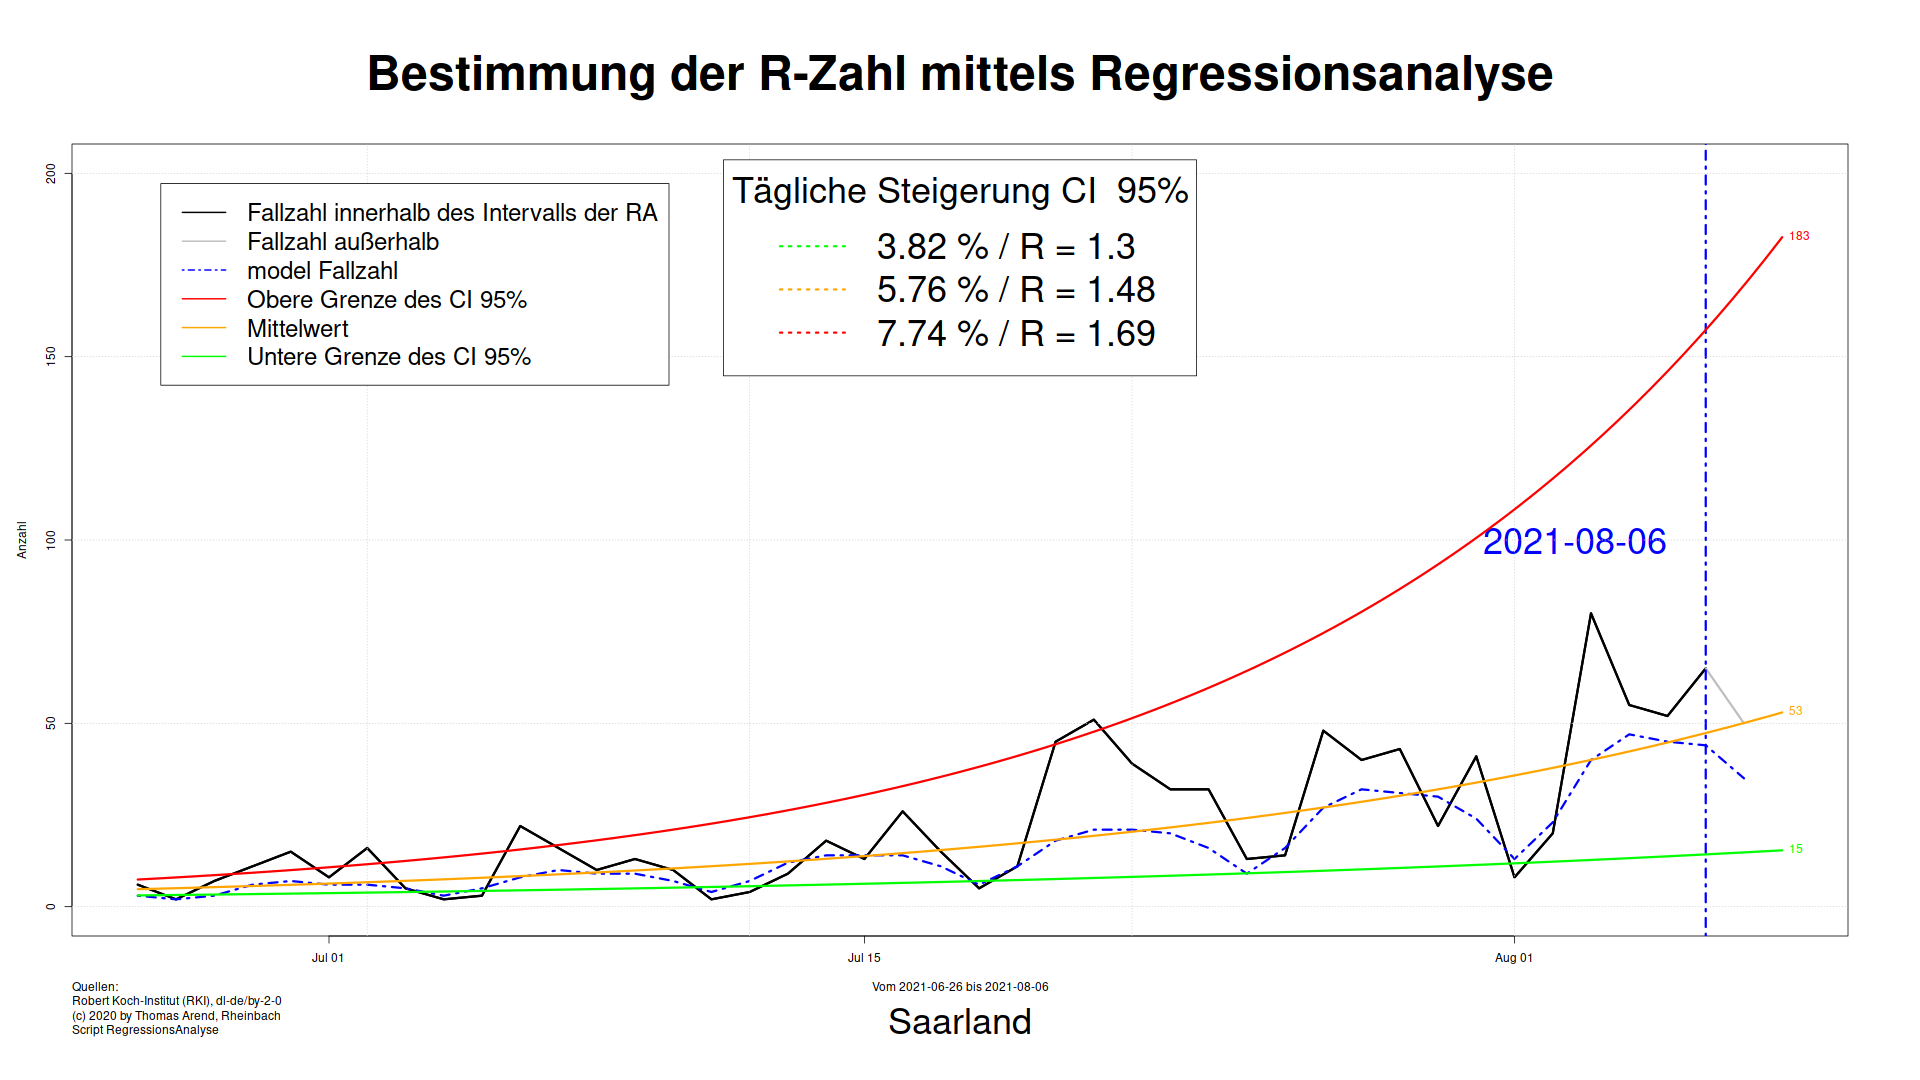 Bestimmung der R-Zahl mittels Regressionsanalyse
Fallzahl innerhalb des Intervalls der RA
Fallzahl außerhalb
model Fallzahl
Obere Grenze des CI 95%
Mittelwert
Untere Grenze des CI 95%
Tägliche Steigerung CI  95%
3.82 % / R = 1.3
5.76 % / R = 1.48
7.74 % / R = 1.69
200
150
100
50
0
Anzahl
183
2021-08-06
53
15
Jul 01
Jul 15
Aug 01
Quellen:
Robert Koch-Institut (RKI), dl-de/by-2-0
(c) 2020 by Thomas Arend, Rheinbach
Script RegressionsAnalyse
Vom 2021-06-26 bis 2021-08-06
Saarland